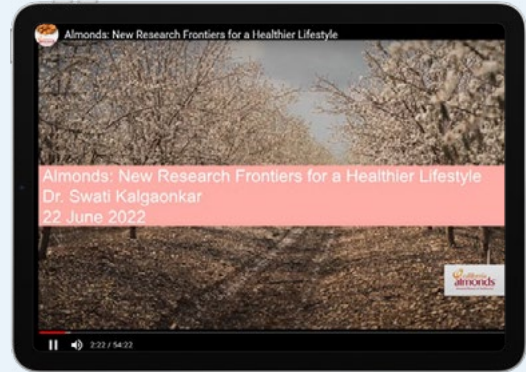 Almonds: New Research Frontiers for a Healthier Lifestyle
Almonds: New Research Frontiers for a Healthier Lifestyle
Dr. Swati Kalgaonkar
22 June 2022
california
almonds
2:22 / 54:22